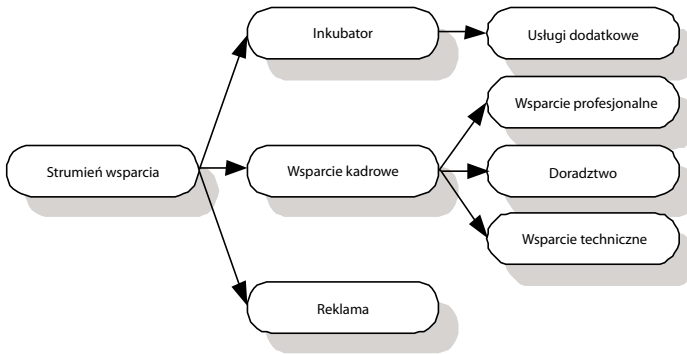 Inkubator
Usługi dodatkowe
Wsparcie profesjonalne
Strumień wsparcia
Wsparcie kadrowe
Doradztwo
Wsparcie techniczne
Reklama